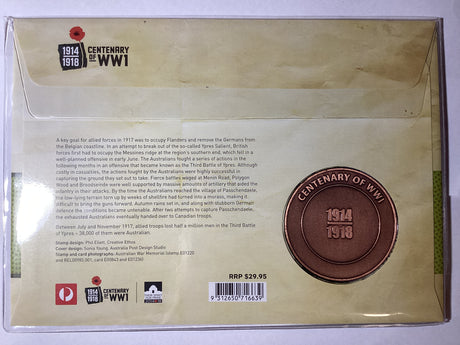 1914
1918
CENTENARY
OF WW1
A key goal for allied forces in 1917 was to occupy Flanders and remove the Germans from
the Belgian coastline. In an attempt to break out of the so-called Ypres Salient, British
forces first had to occupy the Messines ridge at the region's southern end, which fell in a
well-planned offensive in early June. The Australians fought a series of actions in the
following months in an offensive that became known as the Third Battle of Ypres. Although
costly in casualties, the actions fought by the Australians were highly successful in
capturing the ground they set out to take. Fierce battles waged at Menin Road, Polygon
Wood and Broodseinde were well supported by massive amounts of artillery that aided the
infantry in their attacks. By the time the Australians reached the village of Passchendaele,
the low-lying terrain torn up by weeks of shellfire had turned into a morass, making it
difficult to bring the guns forward. Autumn rains set in, and along with stubborn German
defence the conditions became untenable. After two attempts to capture Passchendaele,
the exhausted Australians eventually handed over to Canadian troops.
Between July and November 1917, allied troops lost half a million men in the Third Battle
of Ypres – 38,000 of them were Australian.
Stamp design: Phil Ellett, Creative Ethos
Cover design: Sonia Young, Australia Post Design Studio
Stamp and card photographs: Australian War Memorial (stamp E01220
CENTENARY OF WW1
1914
1918
RRP $29.95
9 312650 716639
1914
1918
CENTENARY
OF WW1